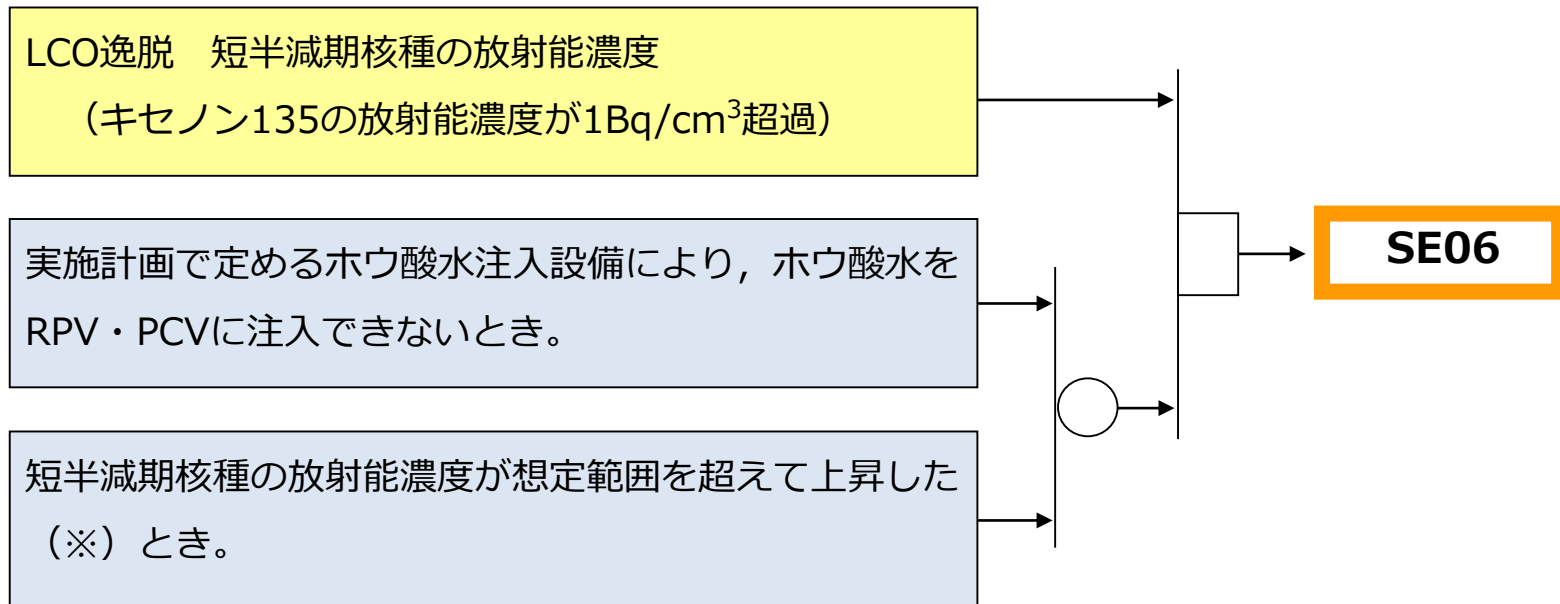 LCO逸脱　短半減期核種の放射能濃度
（キセノン135の放射能濃度が1Bq/cm³超過）
実施計画で定めるホウ酸水注入設備により，ホウ酸水を
RPV・PCVに注入できないとき。
短半減期核種の放射能濃度が想定範囲を超えて上昇した
（※）とき。
SE06